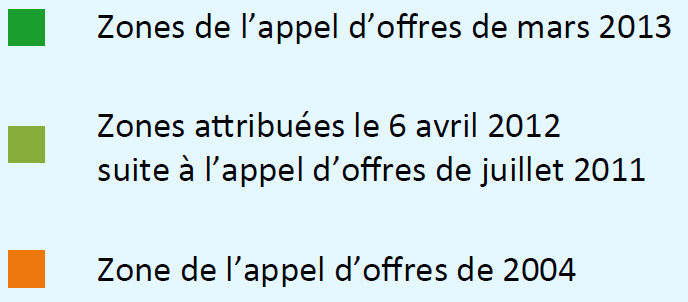 Zones de l’appel d’offres de mars 2013
Zones attribuées le 6 avril 2012
suite à l’appel d’offres de juillet 2011
Zone de l’appel d’offres de 2004